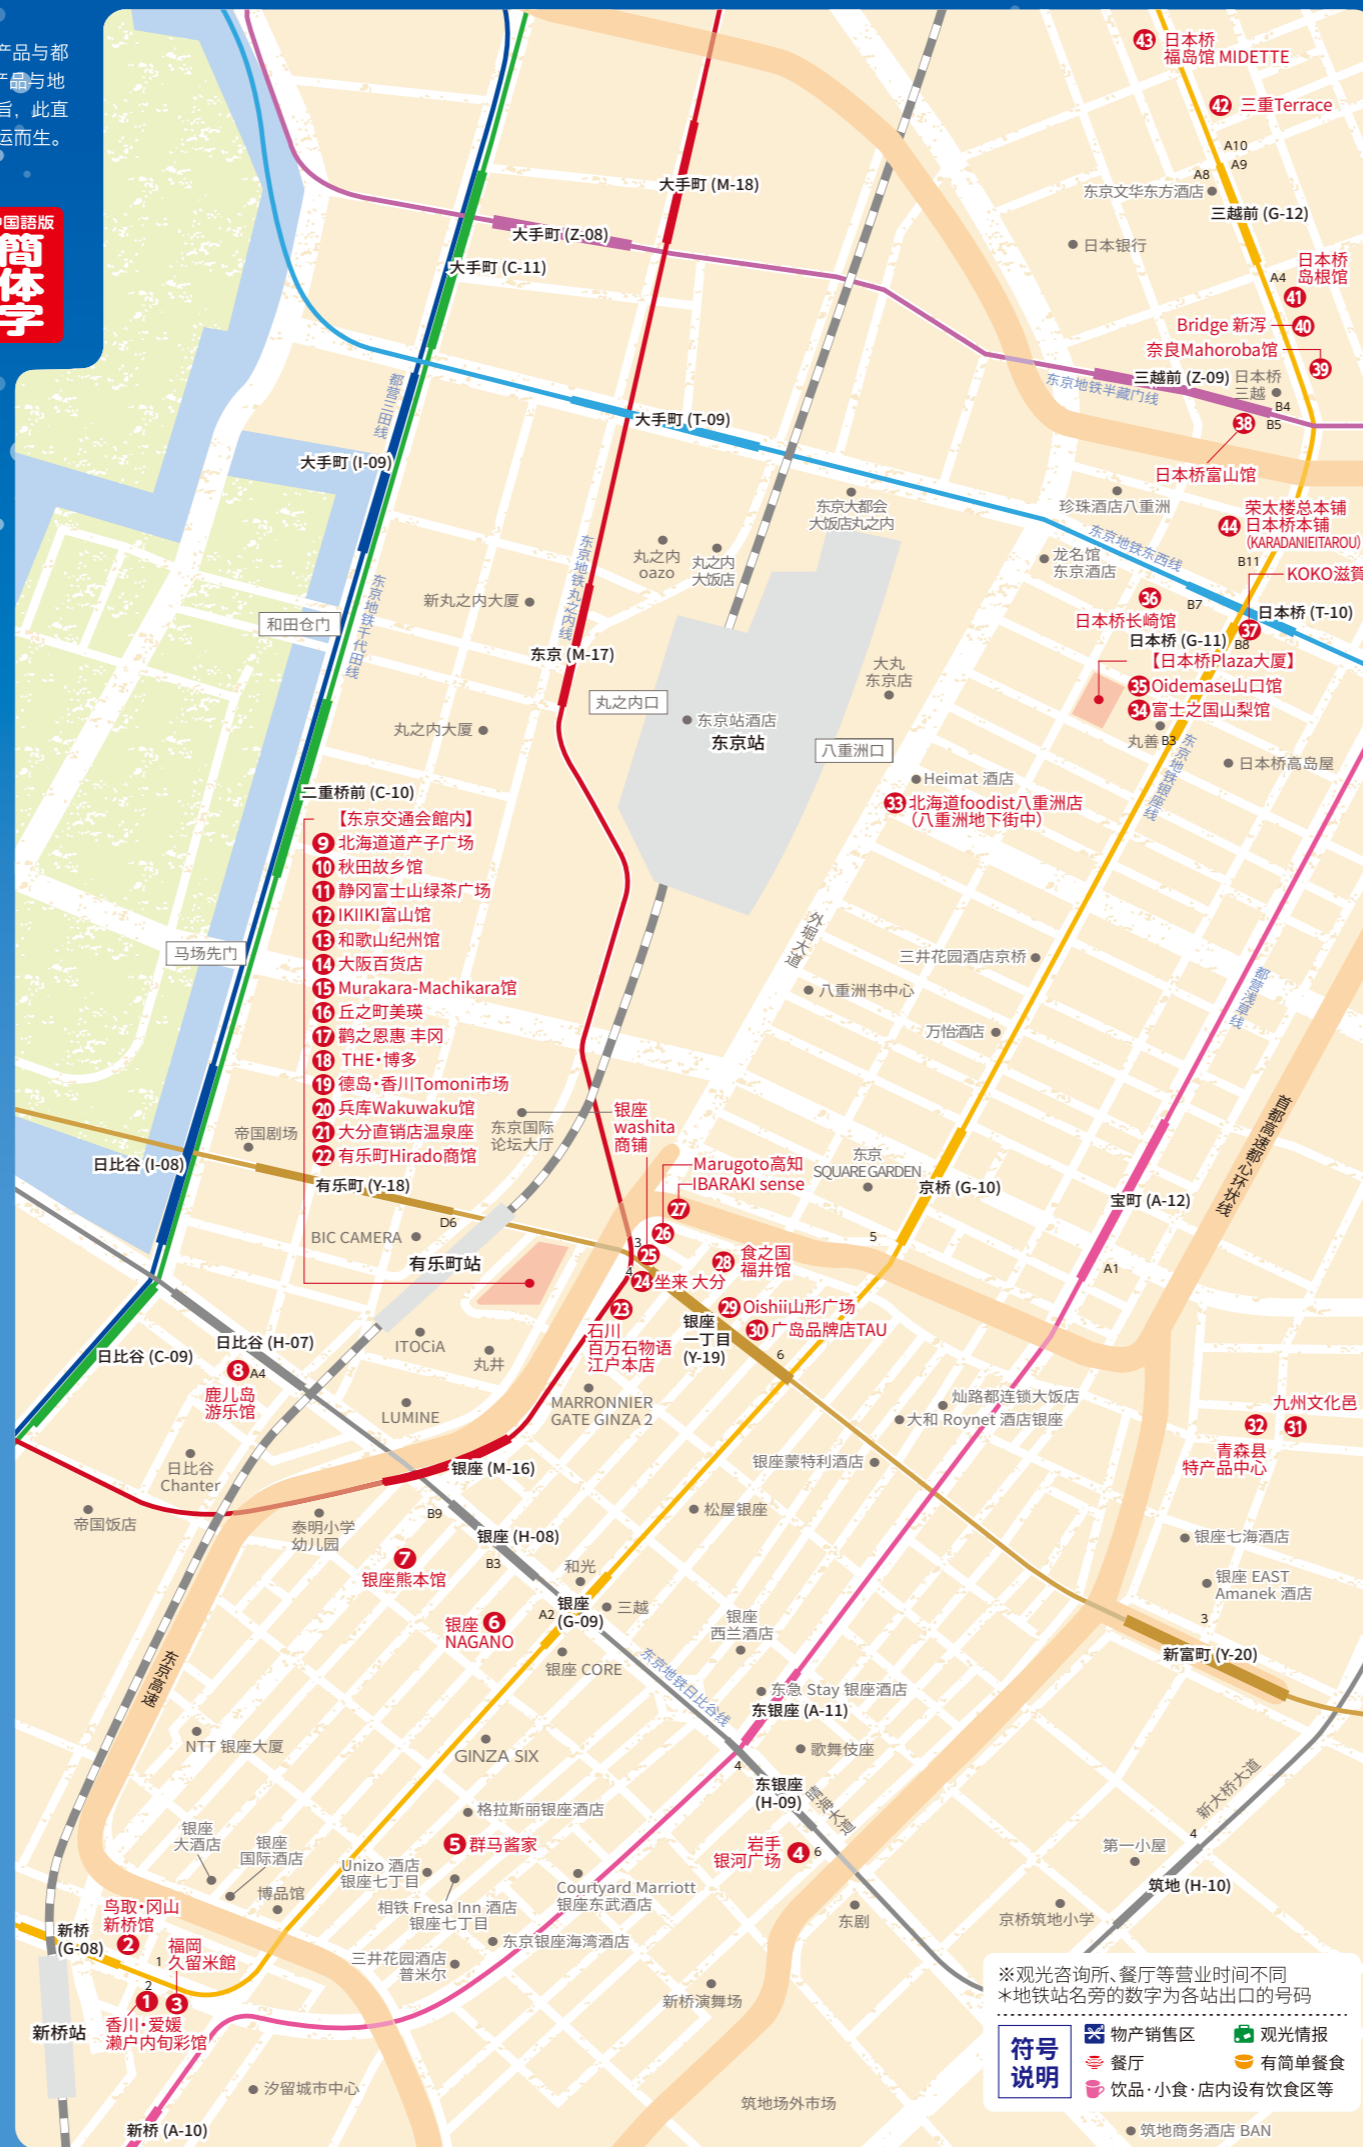 产品与都
产品与地
旨，此直
运而生。
中国語版
簡
体
字
43 日本桥
福岛馆 MIDETTE
42 三重Terrace
A10
A9
A8
东京文华东方酒店
三越前 (G-12)
日本银行
大手町 (M-18)
大手町 (Z-08)
大手町 (C-11)
日本桥
岛根馆
A4
41
Bridge 新泻 40
奈良Mahoroba馆
39
三越前 (Z-09)
日本桥
三越
东京地铁半藏门线
B4
B5
38
日本桥富山馆
都营三田线
大手町 (T-09)
大手町 (I-09)
东京大都会
大饭店丸之内
珍珠酒店八重洲
44 荣太楼总本铺
日本桥本铺
(KARADANIEITAROU)
东京地铁东西线
龙名馆
东京酒店
B11
KOKO滋賀
36
日本桥长崎馆
B7
日本桥 (T-10)
37
日本桥 (G-11)
B8
丸之内
oazo
丸之内
大饭店
东京地铁丸之内线
新丸之内大厦
东京地铁千代田线
和田仓门
东京 (M-17)
大丸
东京店
【日本桥Plaza大厦】
35 Oidemase山口馆
34 富士之国山梨馆
丸善
B3
东京地铁银座线
日本桥高岛屋
丸之内口
东京站酒店
东京站
八重洲口
丸之内大厦
Heimat 酒店
33 北海道foodist八重洲店
（八重洲地下街中）
二重桥前 (C-10)
【东京交通会館内】
9 北海道道产子广场
10 秋田故乡馆
11 静冈富士山绿茶广场
12 IKIIKI富山馆
13 和歌山纪州馆
14 大阪百货店
15 Murakara-Machikara馆
16 丘之町美瑛
17 鹳之恩惠 丰冈
18 THE・博多
19 德岛・香川Tomoni市场
20 兵库Wakuwaku馆
21 大分直销店温泉座
22 有乐町Hirado商馆
马场先门
外堀大道
三井花园酒店京桥
八重洲书中心
万怡酒店
都营浅草线
首都高速都心环状线
帝国剧场
东京国际
论坛大厅
银座
washita
商铺
Marugoto高知
IBARAKI sense
东京
SQUARE GARDEN
京桥 (G-10)
宝町 (A-12)
日比谷 (I-08)
有乐町 (Y-18)
D6
BIC CAMERA
有乐町站
27
26
3
25
4
24 坐来 大分
28 食之国
福井馆
5
A1
23
石川
百万石物语
江户本店
29 Oishii山形广场
30 广岛品牌店TAU
银座
一丁目
(Y-19)
6
日比谷 (H-07)
日比谷 (C-09)
8
A4
鹿儿岛
游乐馆
ITOCiA
丸井
LUMINE
MARRONNIER
GATE GINZA 2
灿路都连锁大饭店
大和 Roynet 酒店银座
九州文化邑
32 31
青森县
特产品中心
银座蒙特利酒店
日比谷
Chanter
银座 (M-16)
帝国饭店
泰明小学
幼儿园
B9
松屋银座
银座 (H-08)
B3
银座七海酒店
7
银座熊本馆
和光
银座 EAST
Amanek 酒店
银座
(G-09)
A2
三越
银座 6
NAGANO
银座
西兰酒店
3
新富町 (Y-20)
银座 CORE
东京地铁日比谷线
东京高速
东急 Stay 银座酒店
东银座 (A-11)
NTT 银座大厦
GINZA SIX
歌舞伎座
4
东银座
(H-09)
晴海大道
新大桥大道
格拉斯丽银座酒店
5 群马酱家
岩手
银河广场 4
6
4
第一小屋
银座
大酒店
银座
国际酒店
Unizo 酒店
银座七丁目
Courtyard Marriott
银座东武酒店
筑地 (H-10)
博品馆
相铁 Fresa Inn 酒店
银座七丁目
东剧
京桥筑地小学
鸟取・冈山
新桥馆
2
新桥
(G-08)
东京银座海湾酒店
三井花园酒店
普米尔
福岡
久留米館
1
2
1 3
香川・爱媛
濑户内旬彩馆
新桥站
新桥演舞场
汐留城市中心
新桥 (A-10)
筑地场外市场
※观光咨询所、餐厅等营业时间不同
＊地铁站名旁的数字为各站出口的号码
符号
说明
物产销售区
观光情报
餐厅
有简单餐食
饮品・小食・店内设有饮食区等
筑地商务酒店 BAN